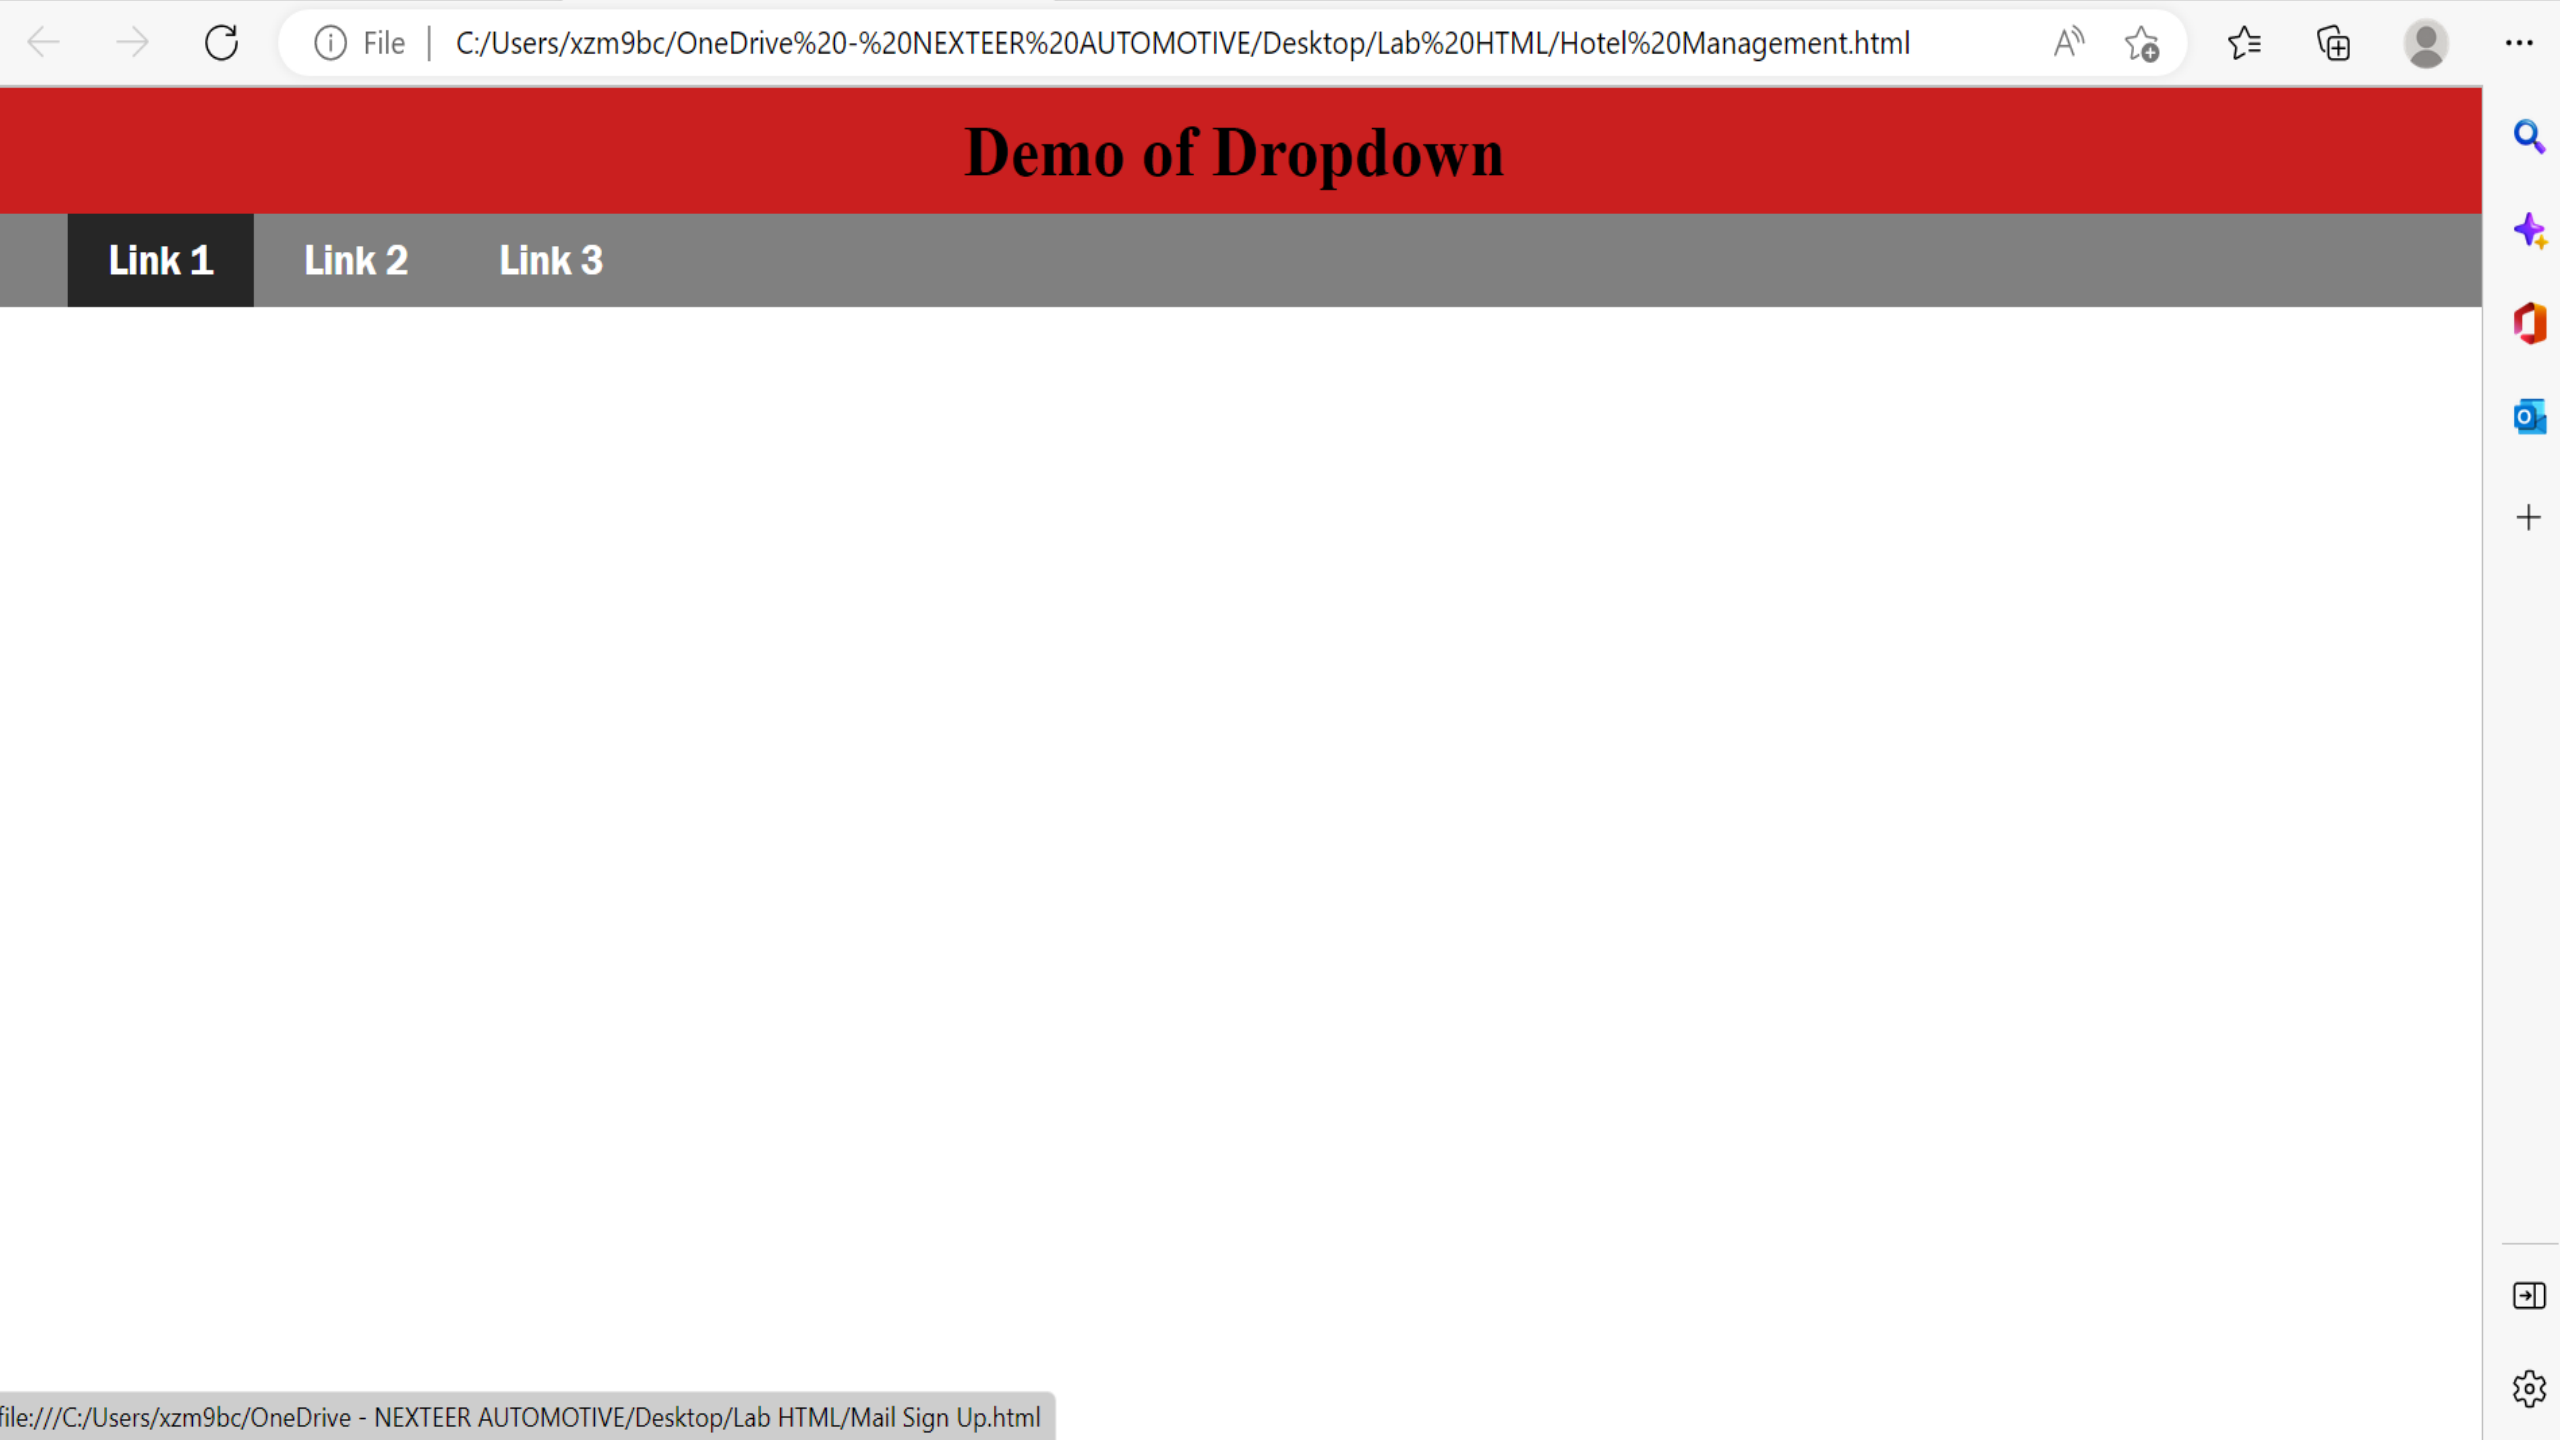 File | C:/Users/xzm9bc/OneDrive%20-%20NEXTEER%20AUTOMOTIVE/Desktop/Lab%20HTML/Hotel%20Management.html
Demo of Dropdown
Link 1 Link 2 Link 3
file:///C:/Users/xzm9bc/OneDrive - NEXTEER AUTOMOTIVE/Desktop/Lab HTML/Mail Sign Up.html